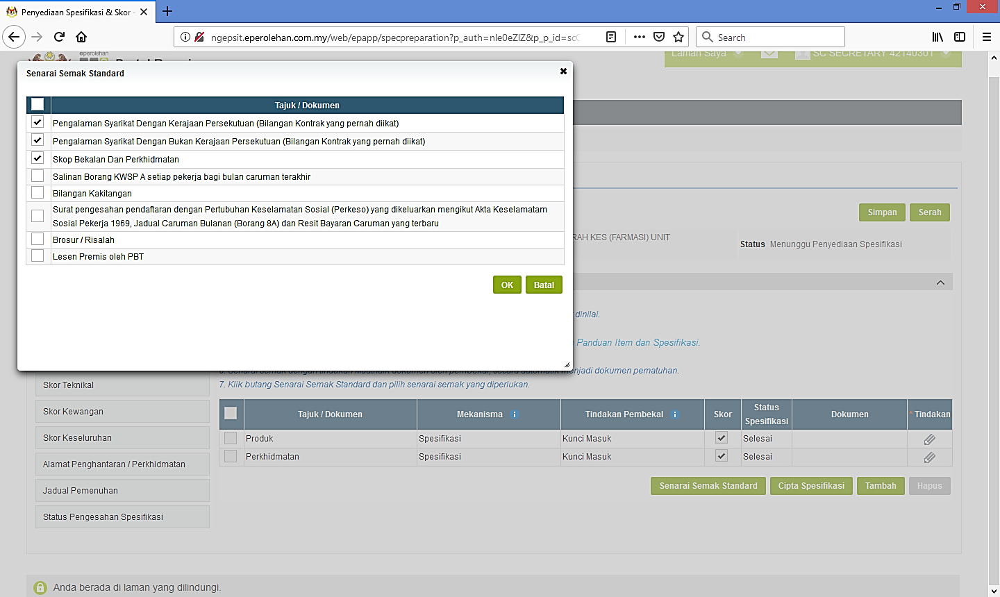 Penyediaan Spesifikasi & Skor -
ngepsit.eperolehan.com.my/web/epapp/specpreparation?p_auth=nle0eZlZ&p_p_id=sc
Search
eperolehan
Laman Saya
SC SECRETARY 42140301
Senarai Semak Standard
Tajuk / Dokumen
Pengalaman Syarikat Dengan Kerajaan Persekutuan (Bilangan Kontrak yang pernah diikat)
Pengalaman Syarikat Dengan Bukan Kerajaan Persekutuan (Bilangan Kontrak yang pernah diikat)
Skop Bekalan Dan Perkhidmatan
Salinan Borang KWSP A setiap pekerja bagi bulan caruman terakhir
Bilangan Kakitangan
Surat pengesahan pendaftaran dengan Pertubuhan Keselamatan Sosial (Perkeso) yang dikeluarkan mengikut Akta Keselamatam
Sosial Pekerja 1969, Jadual Caruman Bulanan (Borang 8A) dan Resit Bayaran Caruman yang terbaru
Brosur / Risalah
Lesen Premis oleh PBT
OK Batal
Simpan Serah
RAH KES (FARMASI) UNIT
Status Menunggu Penyediaan Spesifikasi
dinilai.
Panduan Item dan Spesifikasi.
menjadi dokumen pematuhan.
7. Klik butang Senarai Semak Standard dan pilih senarai semak yang diperlukan.
Skor Teknikal
Skor Kewangan
Skor Keseluruhan
Alamat Penghantaran / Perkhidmatan
Jadual Pemenuhan
Status Pengesahan Spesifikasi
Tajuk / Dokumen Mekanisma i Tindakan Pembekal i Skor Status Spesifikasi Dokumen * Tindakan
Produk Spesifikasi Kunci Masuk Selesai
Perkhidmatan Spesifikasi Kunci Masuk Selesai
Senarai Semak Standard Cipta Spesifikasi Tambah Hapus
Anda berada di laman yang dilindungi.